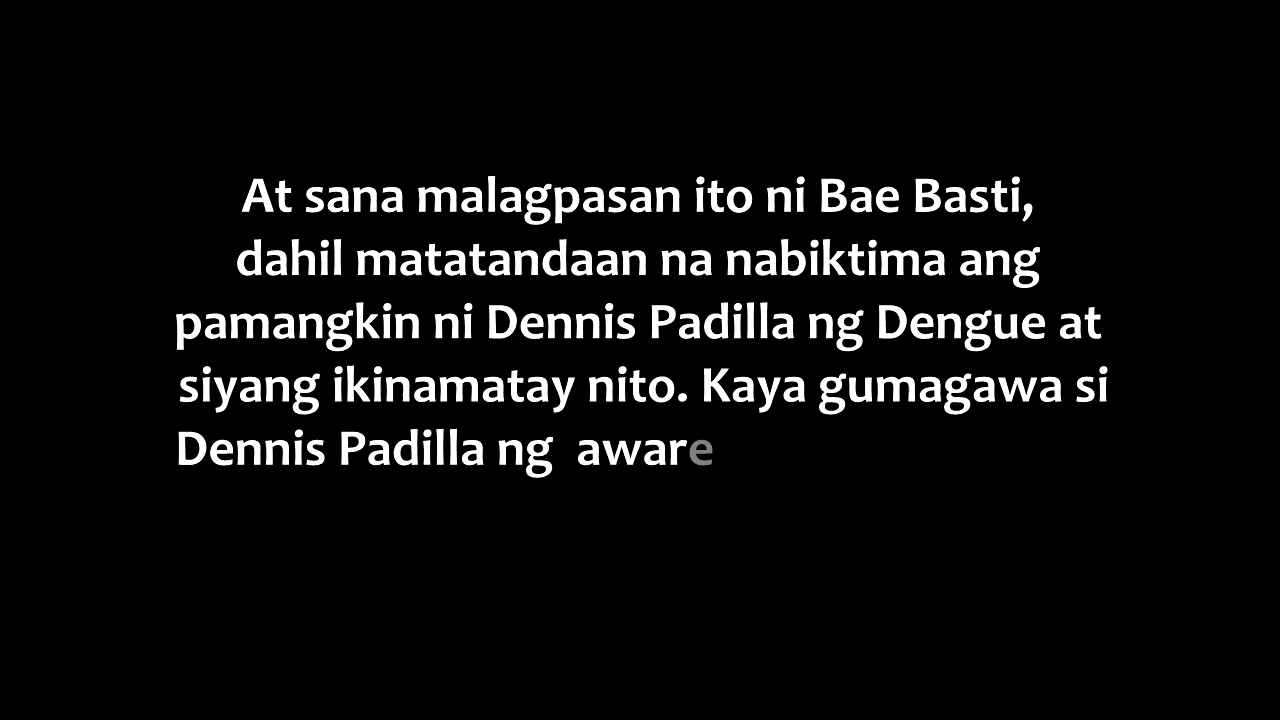 At sana malagpasan ito ni Bae Basti,
dahil matatandaan na nabiktima ang
pamangkin ni Dennis Padilla ng Dengue at
siyang ikinamatay nito. Kaya gumagawa si
Dennis Padilla ng aware